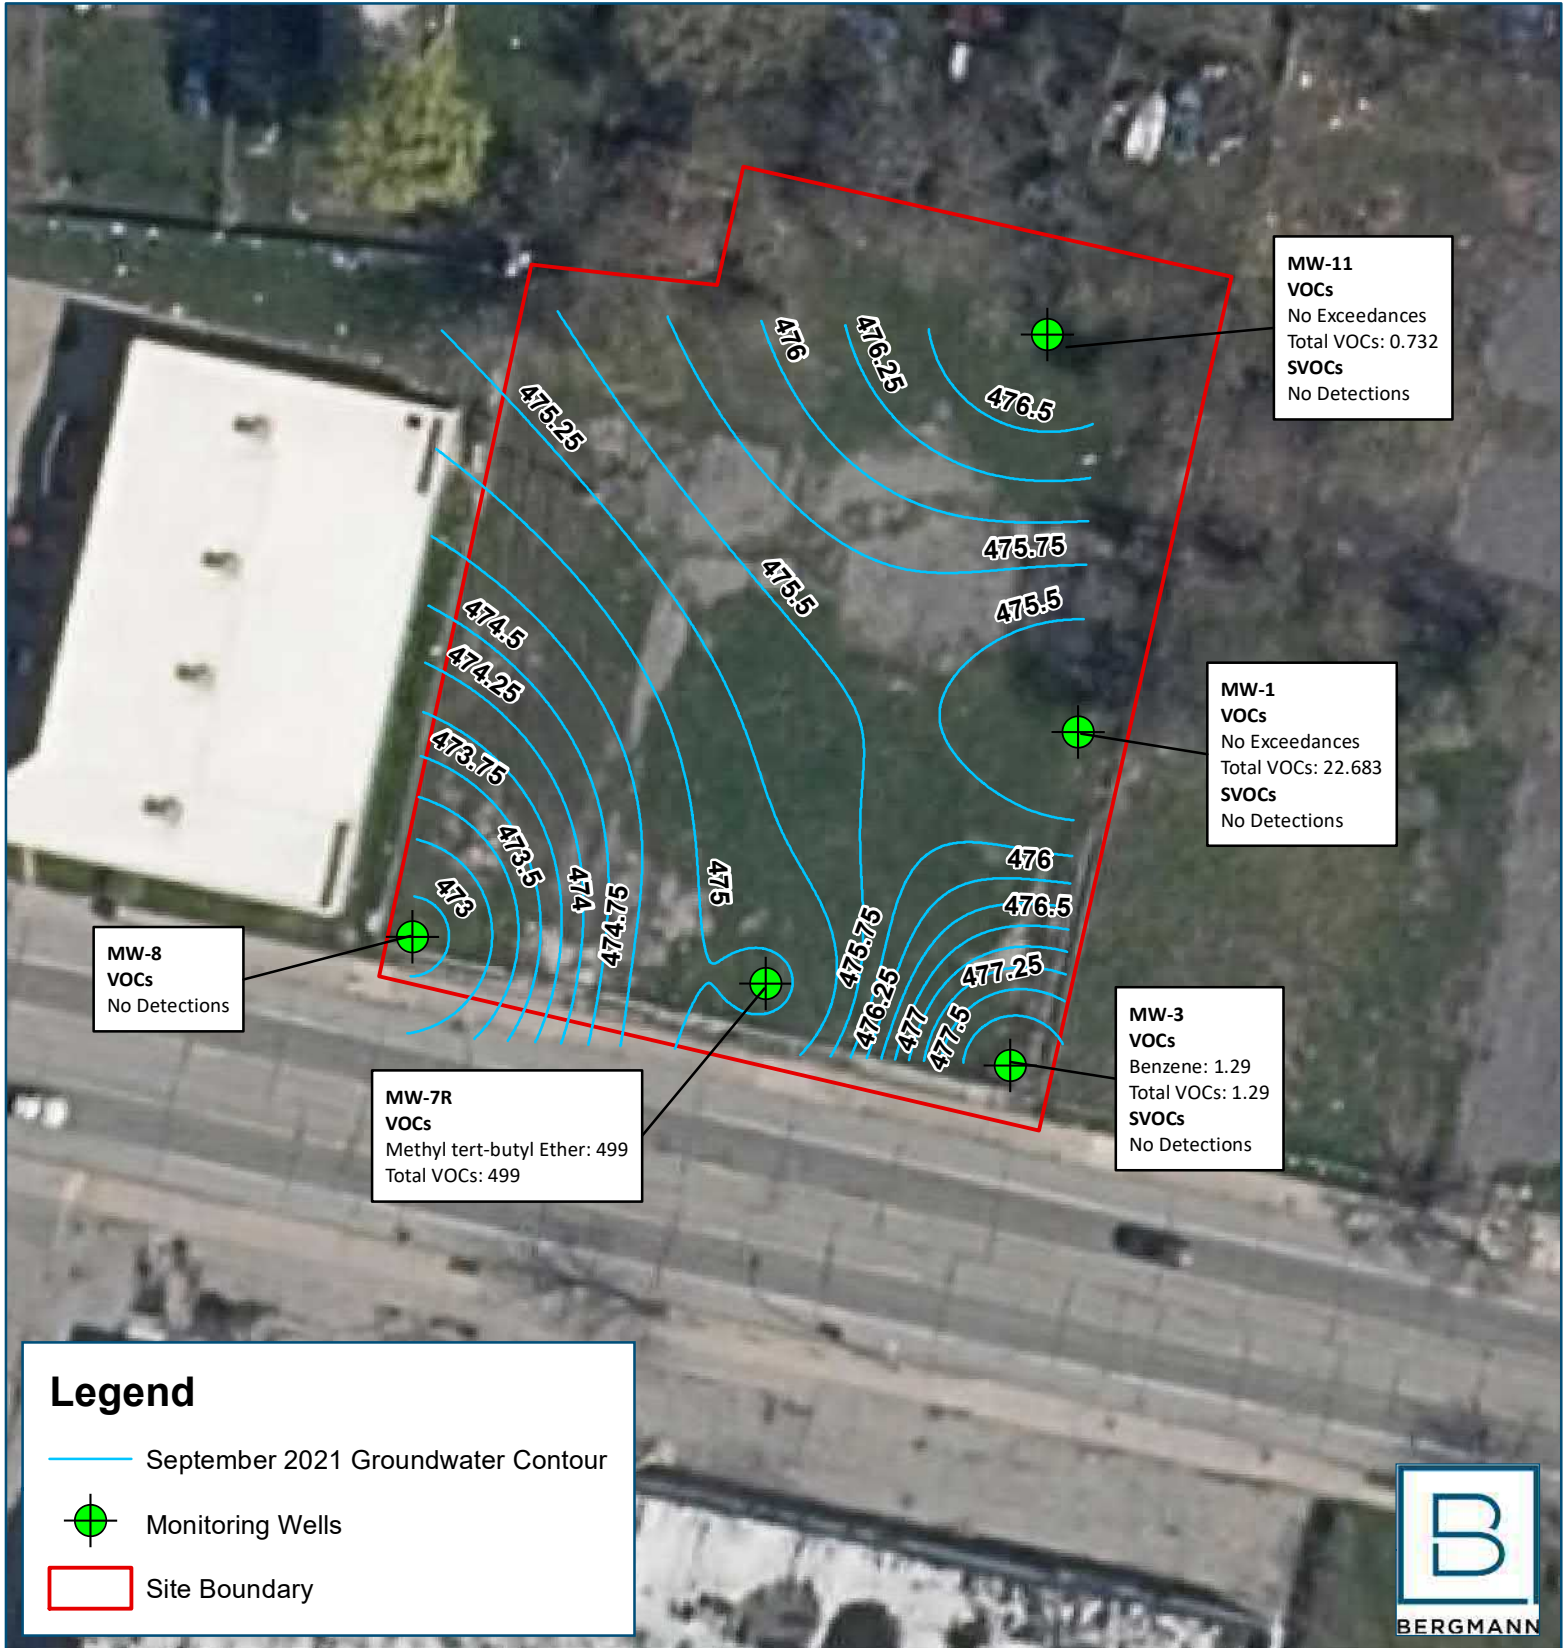 476
476.25
476.5
475.25
475.75
475.5
475.5
474.5
474.25
473.75
473.5
473
474
474.75
475
475.75
476.25
477
477.5
476
476.5
477.25
MW-11
VOCs
No Exceedances
Total VOCs: 0.732
SVOCs
No Detections
MW-1
VOCs
No Exceedances
Total VOCs: 22.683
SVOCs
No Detections
MW-8
VOCs
No Detections
MW-3
VOCs
Benzene: 1.29
Total VOCs: 1.29
SVOCs
No Detections
MW-7R
VOCs
Methyl tert-butyl Ether: 499
Total VOCs: 499
Legend
September 2021 Groundwater Contour
Monitoring Wells
Site Boundary
B
BERGMANN